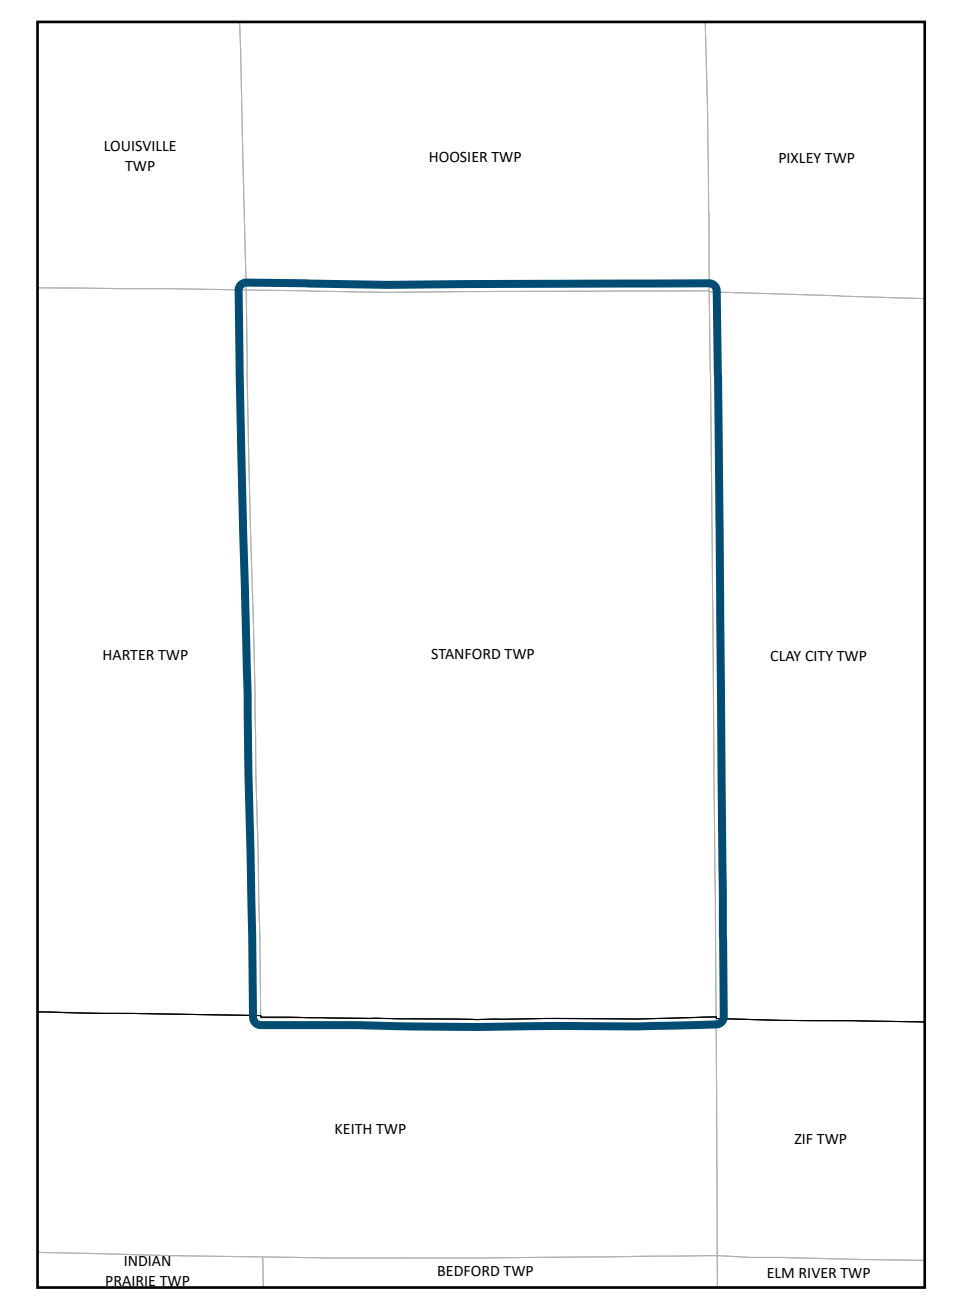 LOUISVILLE
TWP
HOOSIER TWP
PIXLEY TWP
HARTER TWP
STANFORD TWP
CLAY CITY TWP
KEITH TWP
ZIF TWP
INDIAN
PRAIRIE TWP
BEDFORD TWP
ELM RIVER TWP